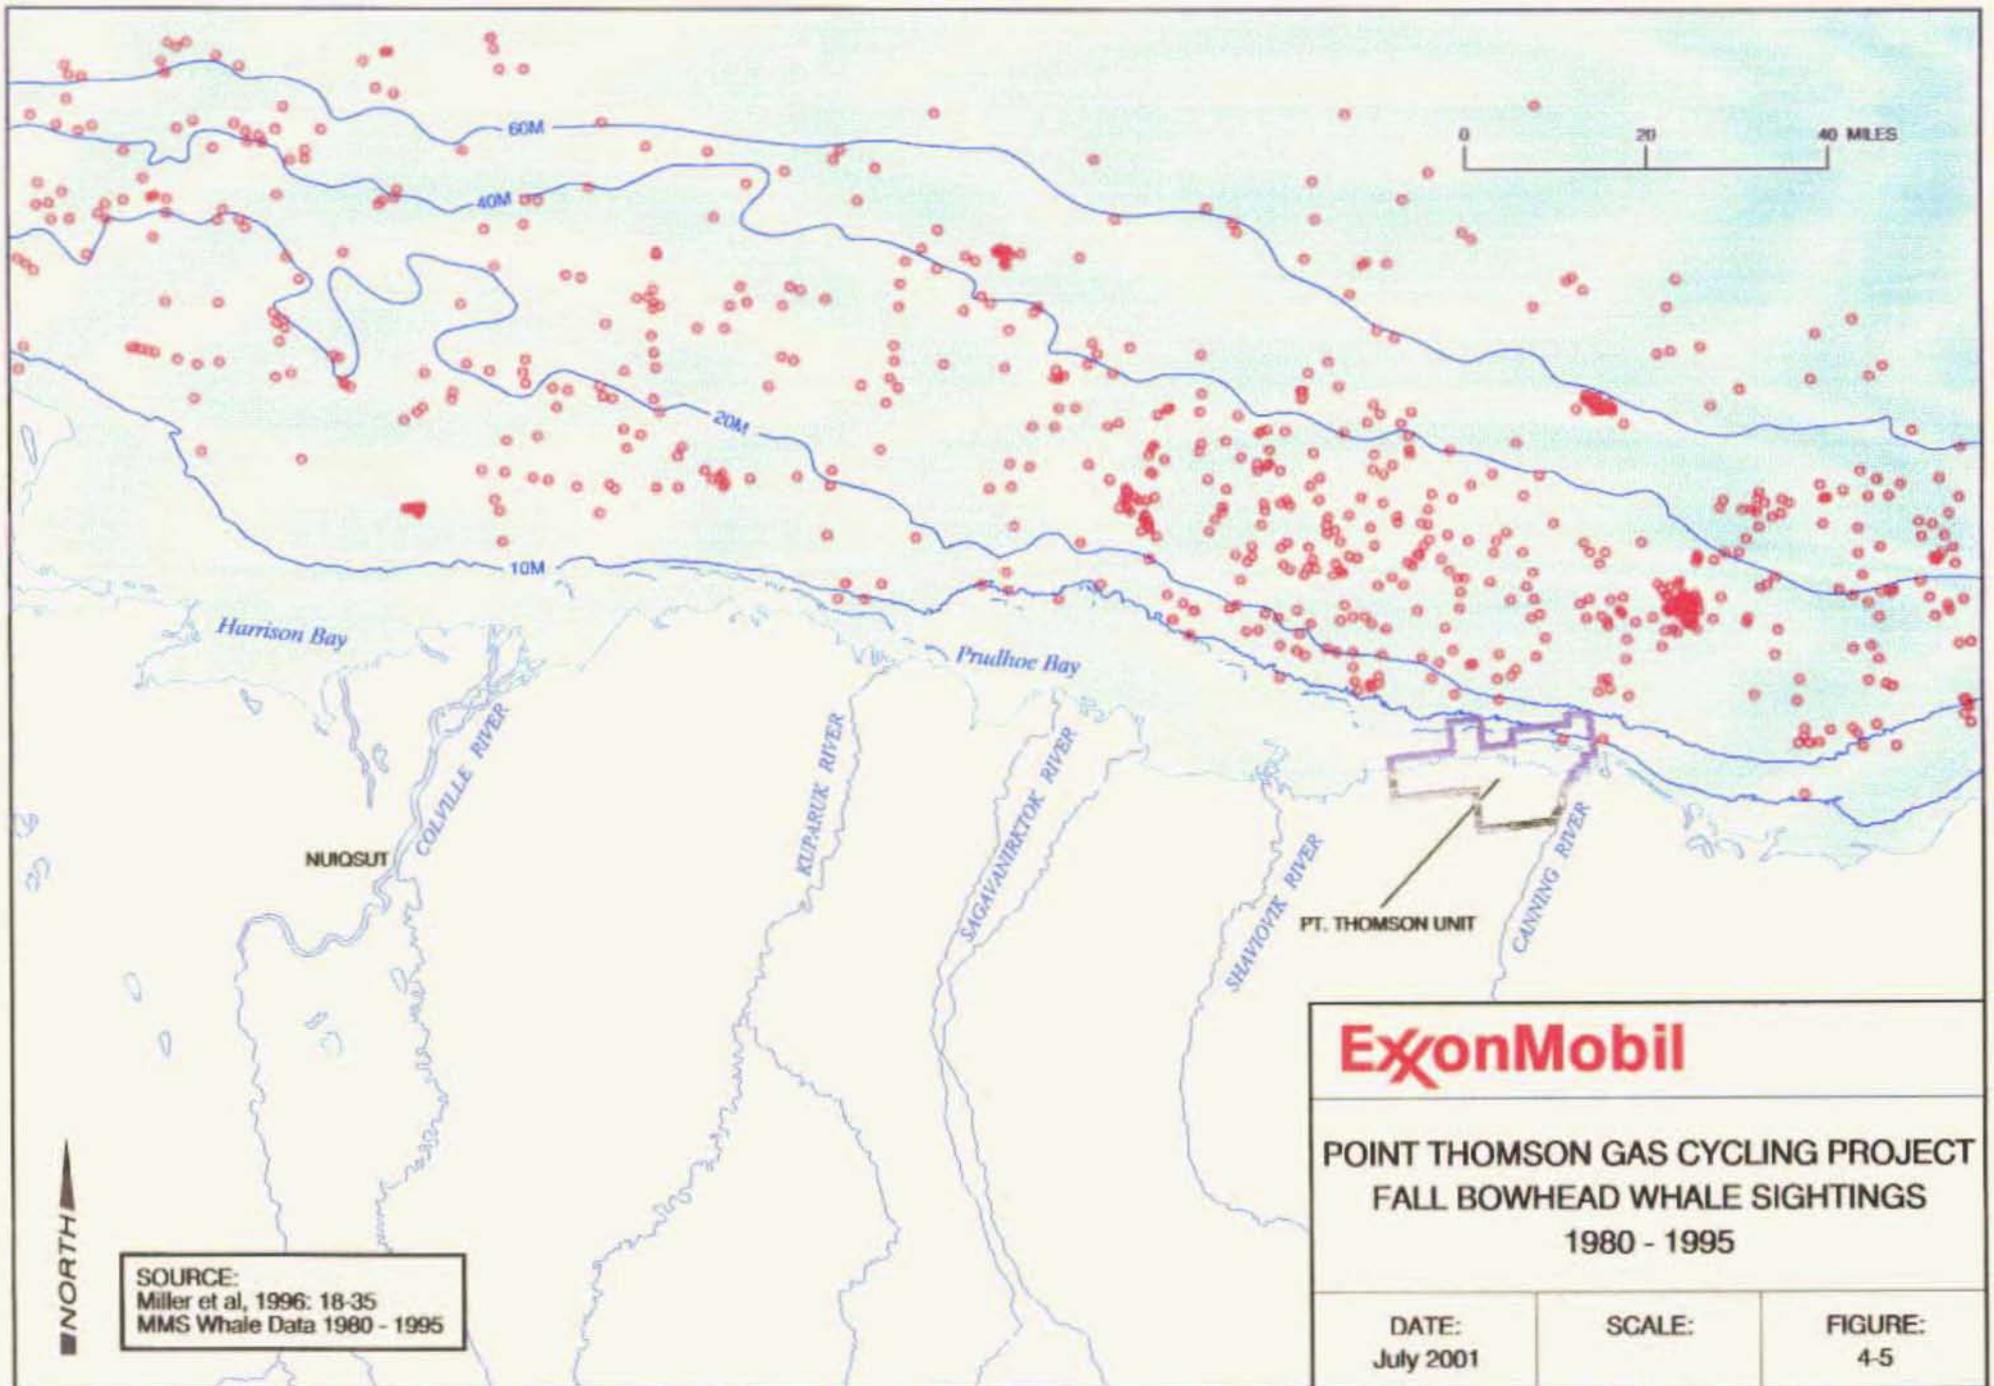 60M
0 20 40 MILES
40M
20M
10M
Harrison Bay
Prudhoe Bay
COLVILLE RIVER
KUPARUK RIVER
SAGAVANIRKTOK RIVER
SHAVIOVIK RIVER
CANNING RIVER
NUIQSUT
PT. THOMSON UNIT
ExxonMobil
POINT THOMSON GAS CYCLING PROJECT
FALL BOWHEAD WHALE SIGHTINGS
1980 - 1995
DATE:
July 2001
SCALE:
FIGURE:
4-5
NORTH
SOURCE:
Miller et al, 1996: 18-35
MMS Whale Data 1980 - 1995